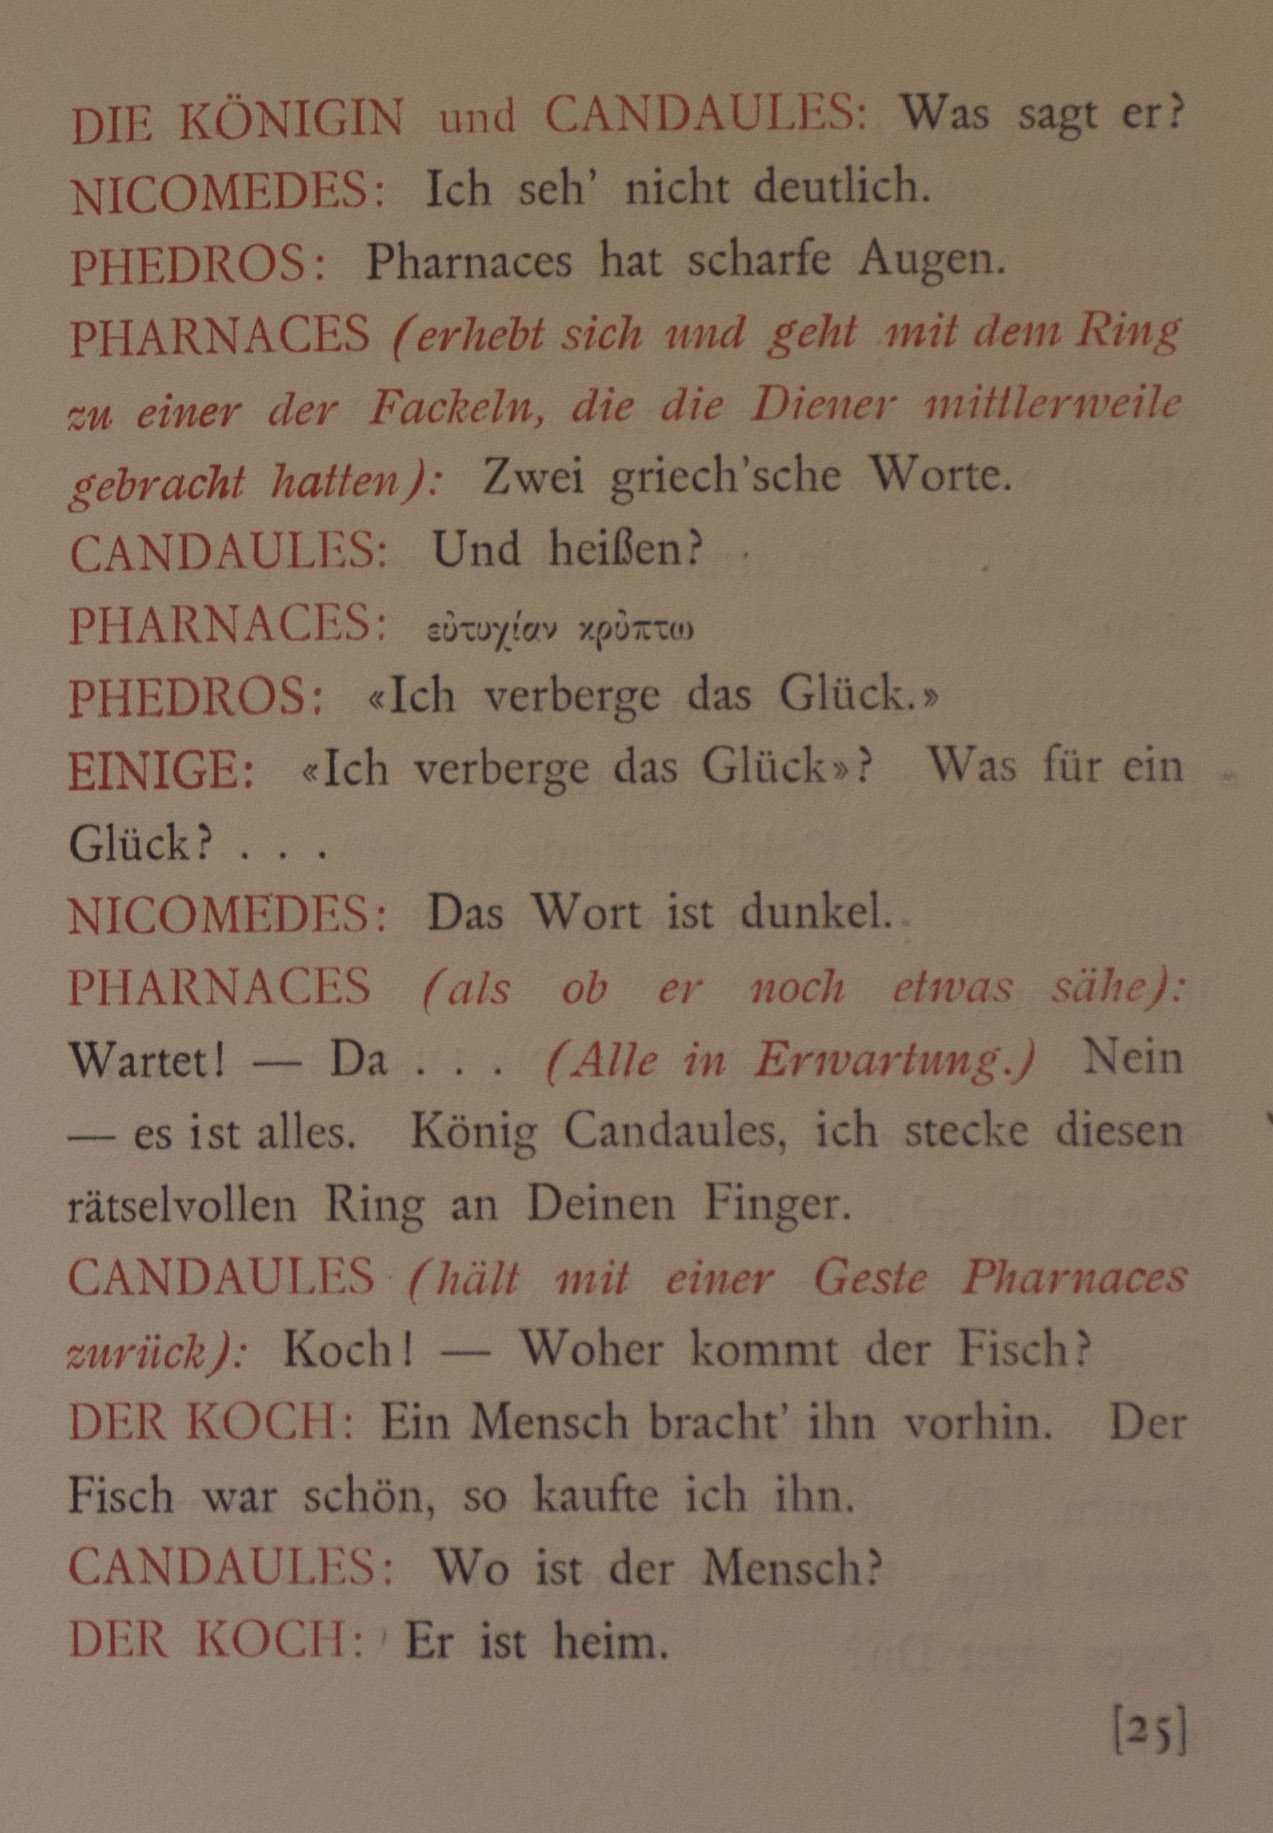 DIE KÖNIGIN und CANDAULES: Was sagt er?
NICOMEDES: Ich seh’ nicht deutlich.
PHEDROS: Pharnaces hat scharfe Augen.
PHARNACES (erhebt sich und geht mit dem Ring
zu einer der Fackeln, die die Diener mittlerweile
gebracht hatten): Zwei griech’sche Worte.
CANDAULES: Und heißen?
PHARNACES: εὐτυχίαν κρὺπτω
PHEDROS: «Ich verberge das Glück.»
EINIGE: «Ich verberge das Glück»? Was für ein
Glück? . . .
NICOMEDES: Das Wort ist dunkel.
PHARNACES (als ob er noch etwas sähe):
Wartet! — Da . . . (Alle in Erwartung.) Nein
— es ist alles. König Candaules, ich stecke diesen
rätselvollen Ring an Deinen Finger.
CANDAULES (hält mit einer Geste Pharnaces
zurück): Koch! — Woher kommt der Fisch?
DER KOCH: Ein Mensch bracht’ ihn vorhin. Der
Fisch war schön, so kaufte ich ihn.
CANDAULES: Wo ist der Mensch?
DER KOCH: Er ist heim.
[25]